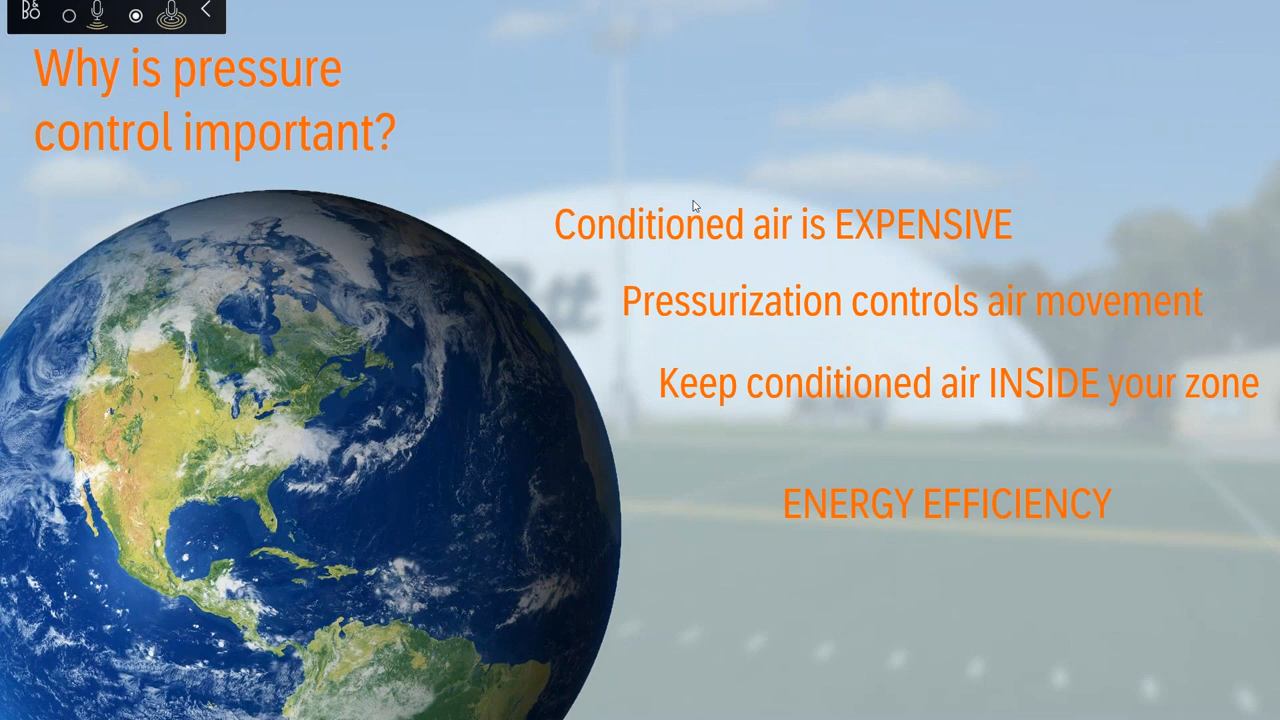 B&O
Why is pressure
control important?
Conditioned air is EXPENSIVE
Pressurization controls air movement
Keep conditioned air INSIDE your zone
ENERGY EFFICIENCY